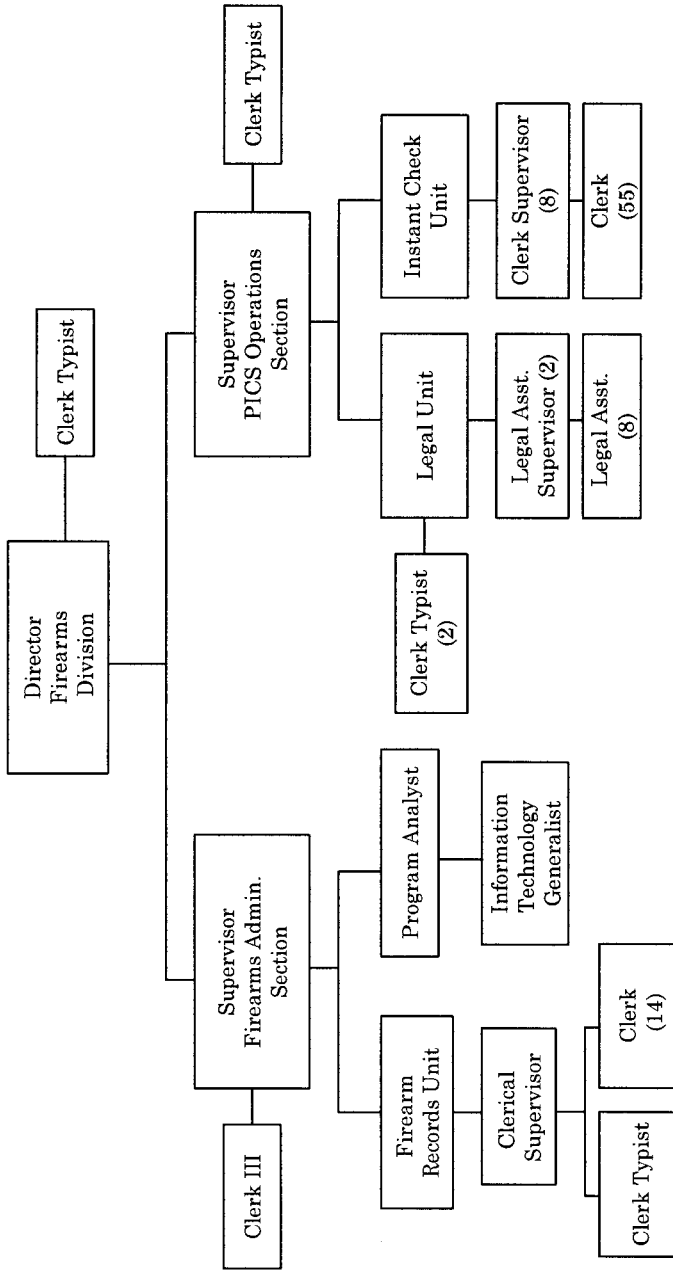 Director
Firearms
Division
Clerk Typist
Supervisor
Firearms Admin.
Section
Clerk III
Supervisor
PICS Operations
Section
Clerk Typist
Firearm
Records Unit
Program Analyst
Clerical
Supervisor
Information
Technology
Generalist
Clerk Typist
Clerk
(14)
Legal Unit
Clerk Typist
(2)
Instant Check
Unit
Legal Asst.
Supervisor (2)
Clerk Supervisor
(8)
Legal Asst.
(8)
Clerk
(55)